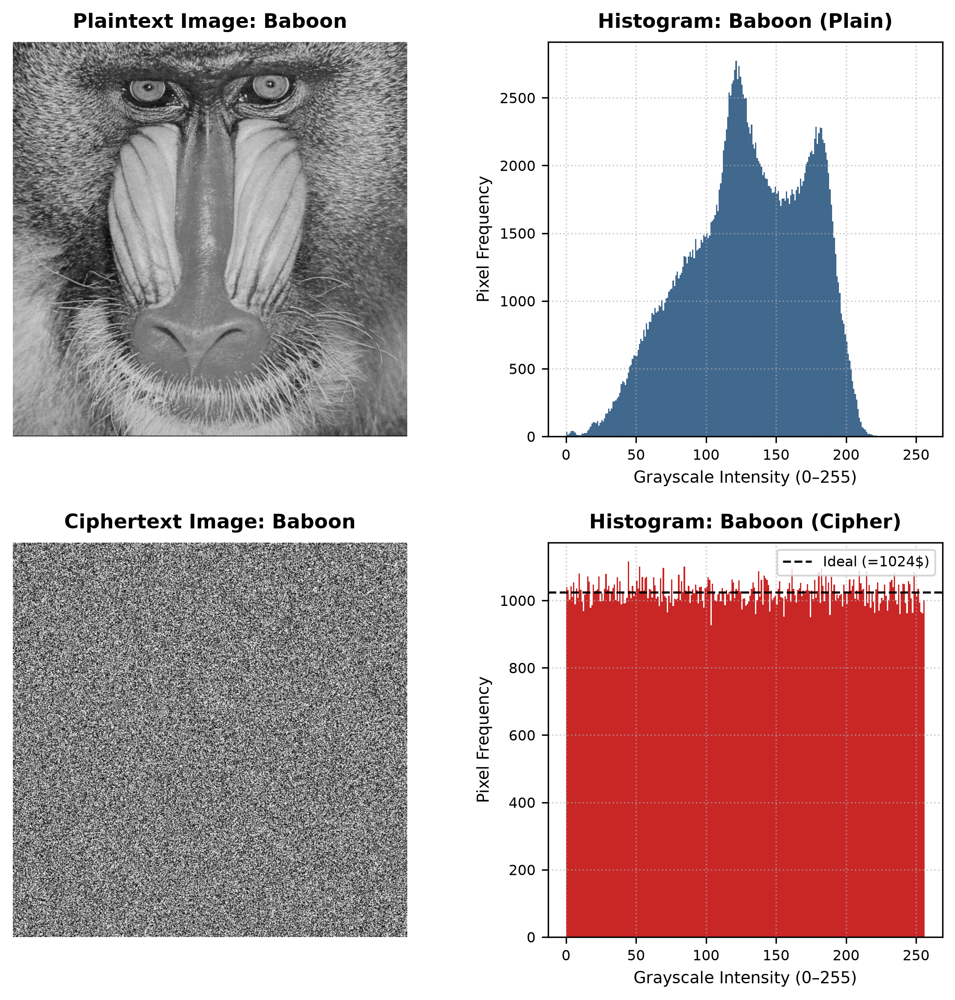 Plaintext Image: Baboon
Histogram: Baboon (Plain)
Pixel Frequency
2500
2000
1500
1000
500
0
0 50 100 150 200 250
Grayscale Intensity (0–255)
Ciphertext Image: Baboon
Histogram: Baboon (Cipher)
Ideal (=1024$)
Pixel Frequency
1000
800
600
400
200
0
0 50 100 150 200 250
Grayscale Intensity (0–255)